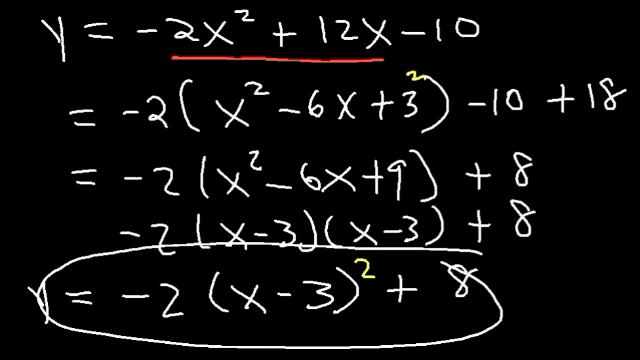 y = -2x² + 12x - 10
= -2(x² - 6x + 3²) - 10 + 18
= -2(x² - 6x + 9) + 8
-2(x - 3)(x - 3) + 8
y = -2(x - 3)² + 8